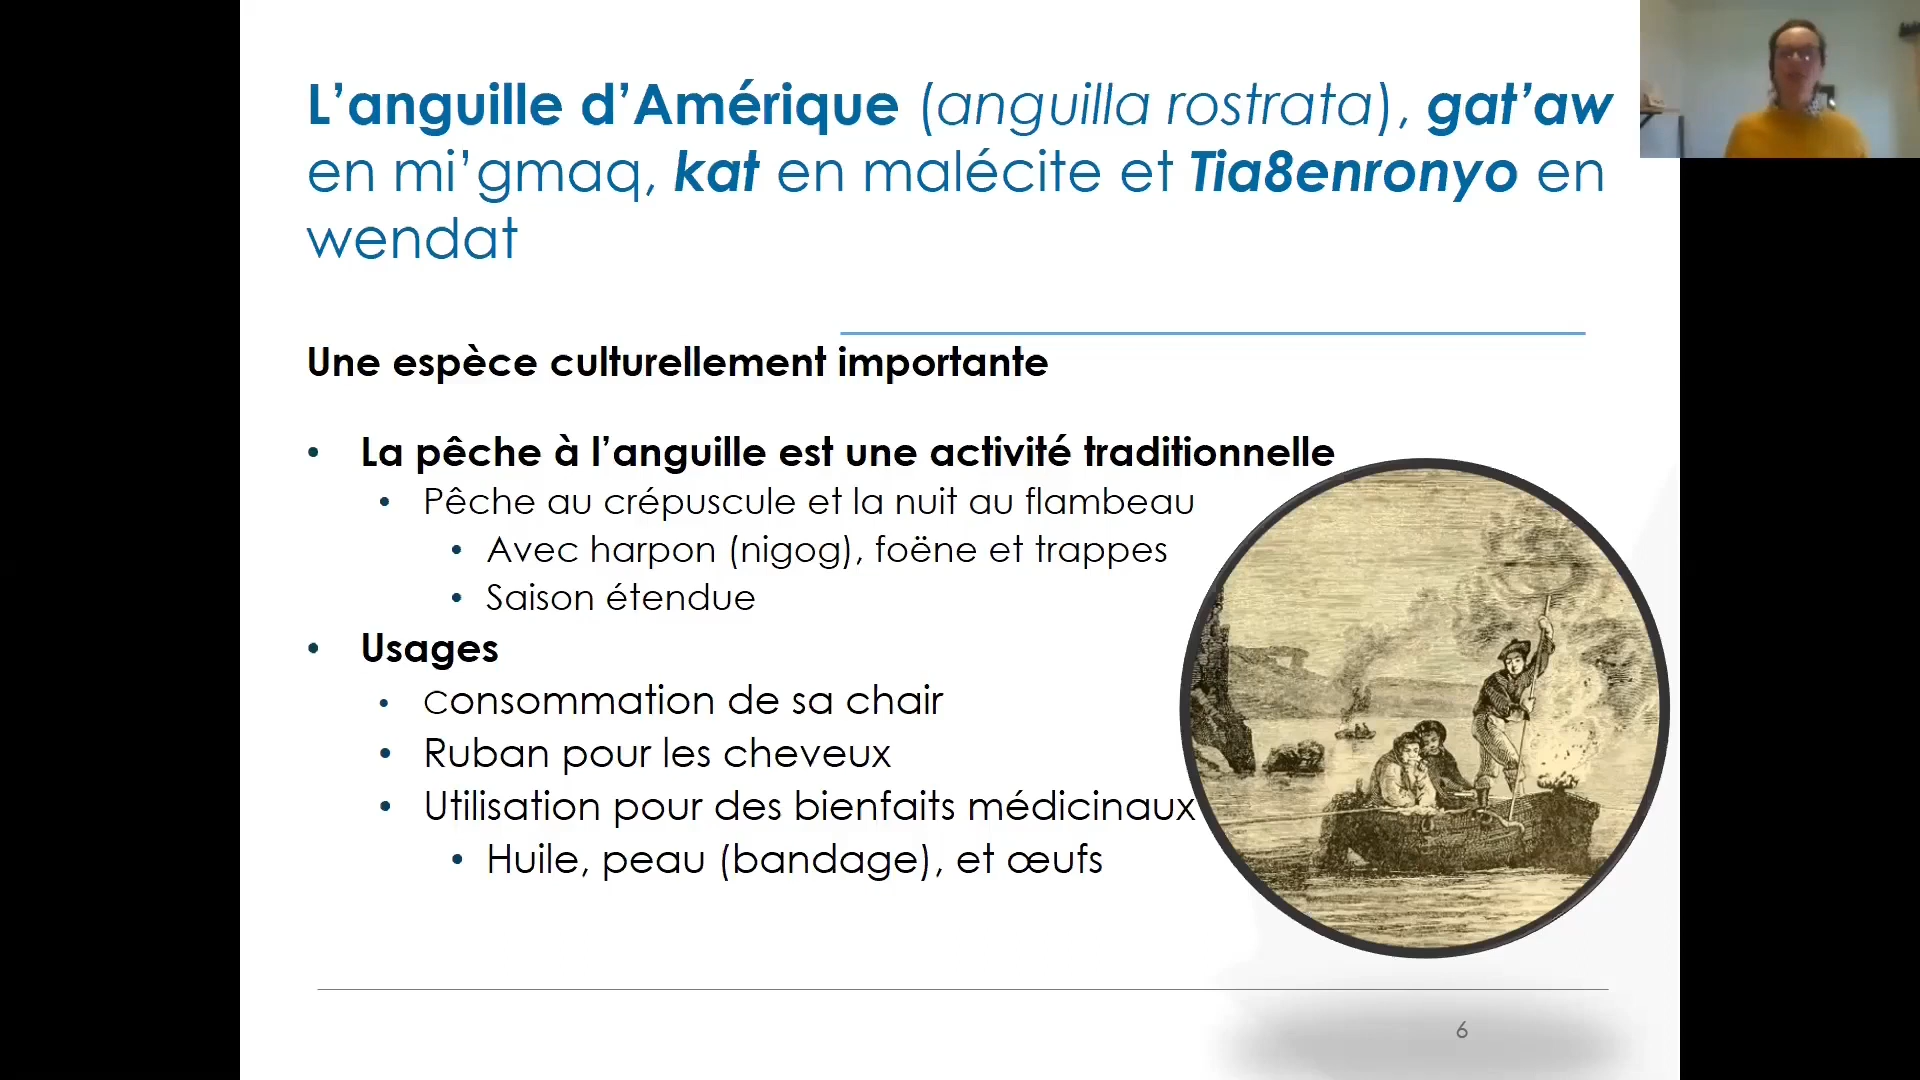 L’anguille d’Amérique (anguilla rostrata), gat’aw
en mi’gmaq, kat en malécite et Tia8enronyo en
wendat
Une espèce culturellement importante
• La pêche à l’anguille est une activité traditionnelle
• Pêche au crépuscule et la nuit au flambeau
• Avec harpon (nigog), foëne et trappes
• Saison étendue
• Usages
• Consommation de sa chair
• Ruban pour les cheveux
• Utilisation pour des bienfaits médicinaux
• Huile, peau (bandage), et œufs
6